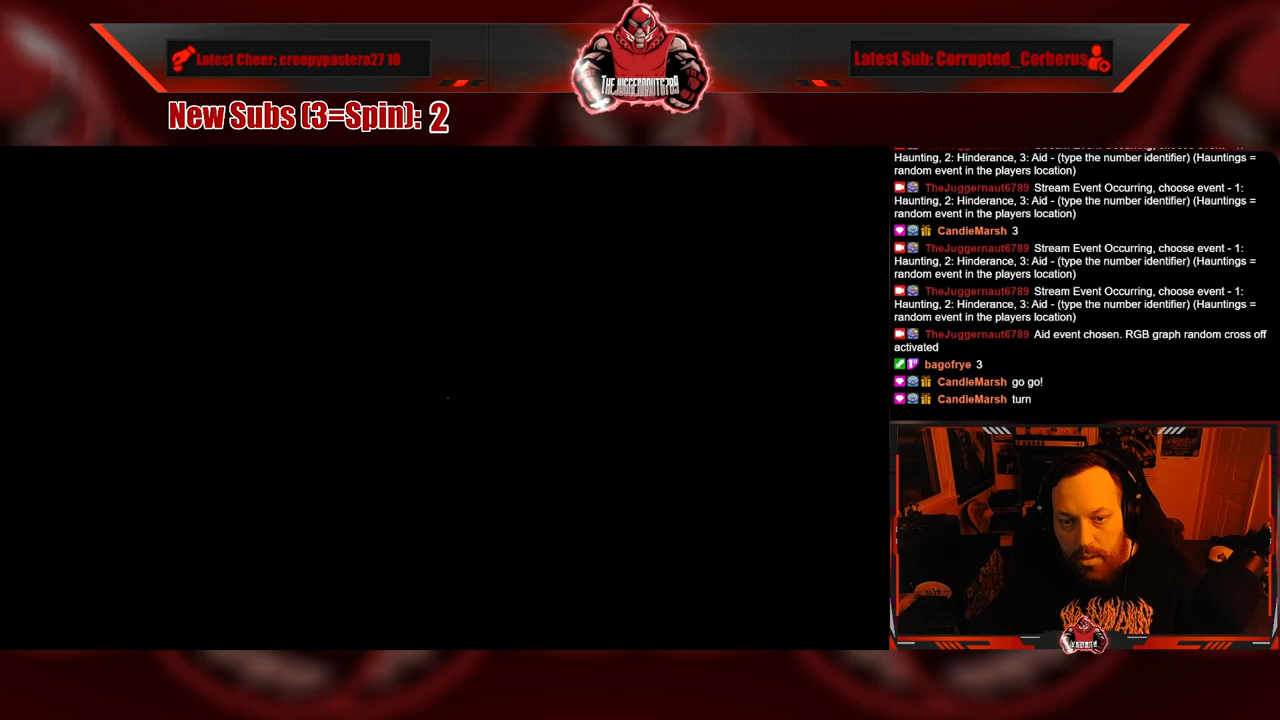 Latest Cheer: creepypastero27 10
THEJUGGERNAUT6789
Latest Sub: Corrupted_Cerberus
New Subs (3=Spin): 2
Haunting, 2: Hinderance, 3: Aid - (type the number identifier) (Hauntings =
random event in the players location)
TheJuggernaut6789 Stream Event Occurring, choose event - 1:
Haunting, 2: Hinderance, 3: Aid - (type the number identifier) (Hauntings =
random event in the players location)
CandieMarsh 3
TheJuggernaut6789 Stream Event Occurring, choose event - 1:
Haunting, 2: Hinderance, 3: Aid - (type the number identifier) (Hauntings =
random event in the players location)
TheJuggernaut6789 Stream Event Occurring, choose event - 1:
Haunting, 2: Hinderance, 3: Aid - (type the number identifier) (Hauntings =
random event in the players location)
TheJuggernaut6789 Aid event chosen. RGB graph random cross off
activated
bagofrye 3
CandieMarsh go go!
CandieMarsh turn